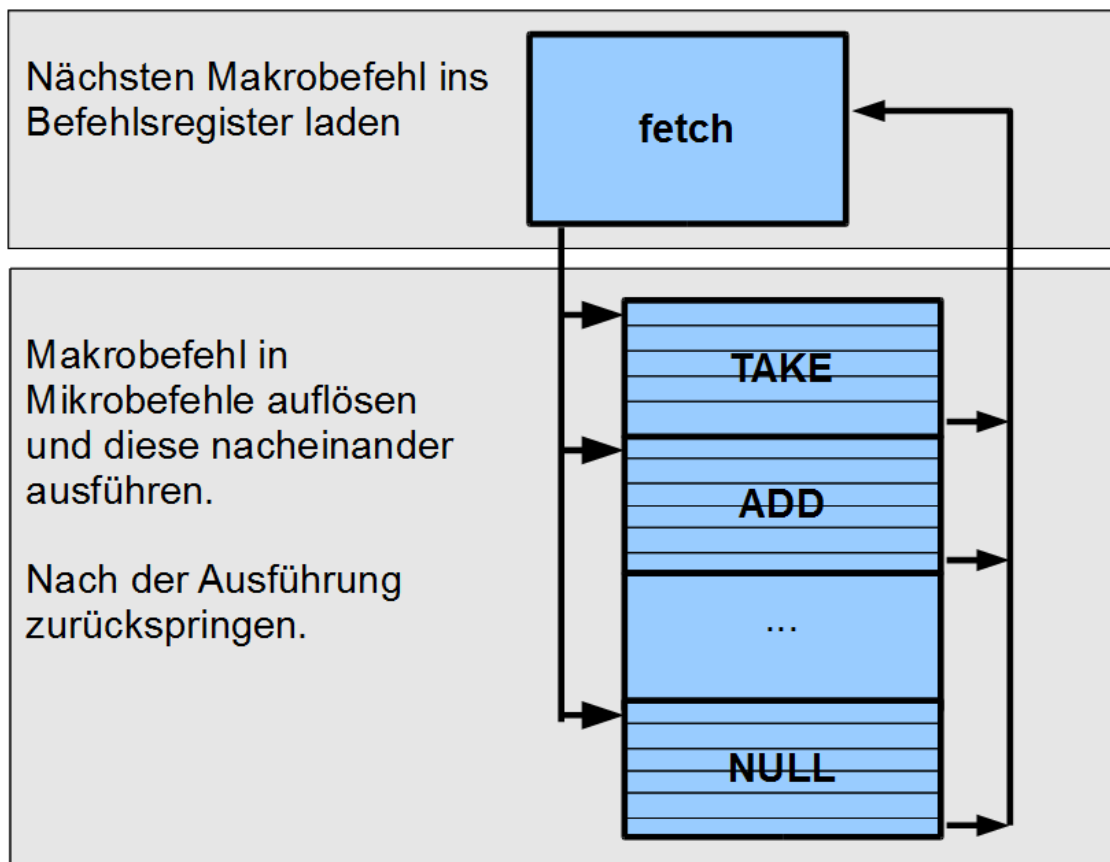 Nächsten Makrobefehl ins
Befehlsregister laden
fetch
Makrobefehl in
Mikrobefehle auflösen
und diese nacheinander
ausführen.
Nach der Ausführung
zurückspringen.
TAKE
ADD
...
NULL